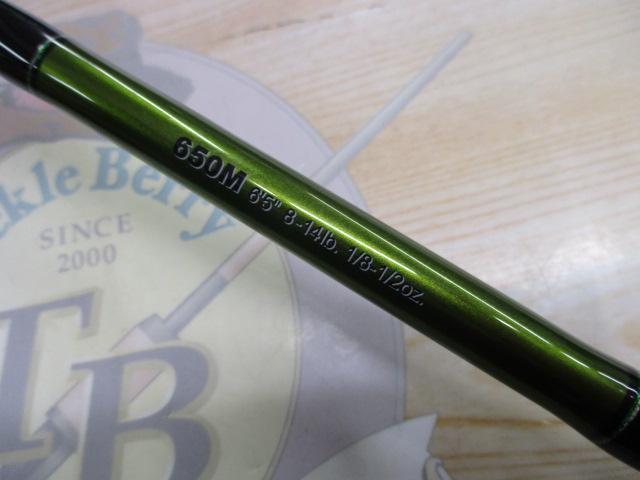 650M 6'5" 8-14lb. 1/8-1/2oz.
ckle Berry
SINCE
2000
TB